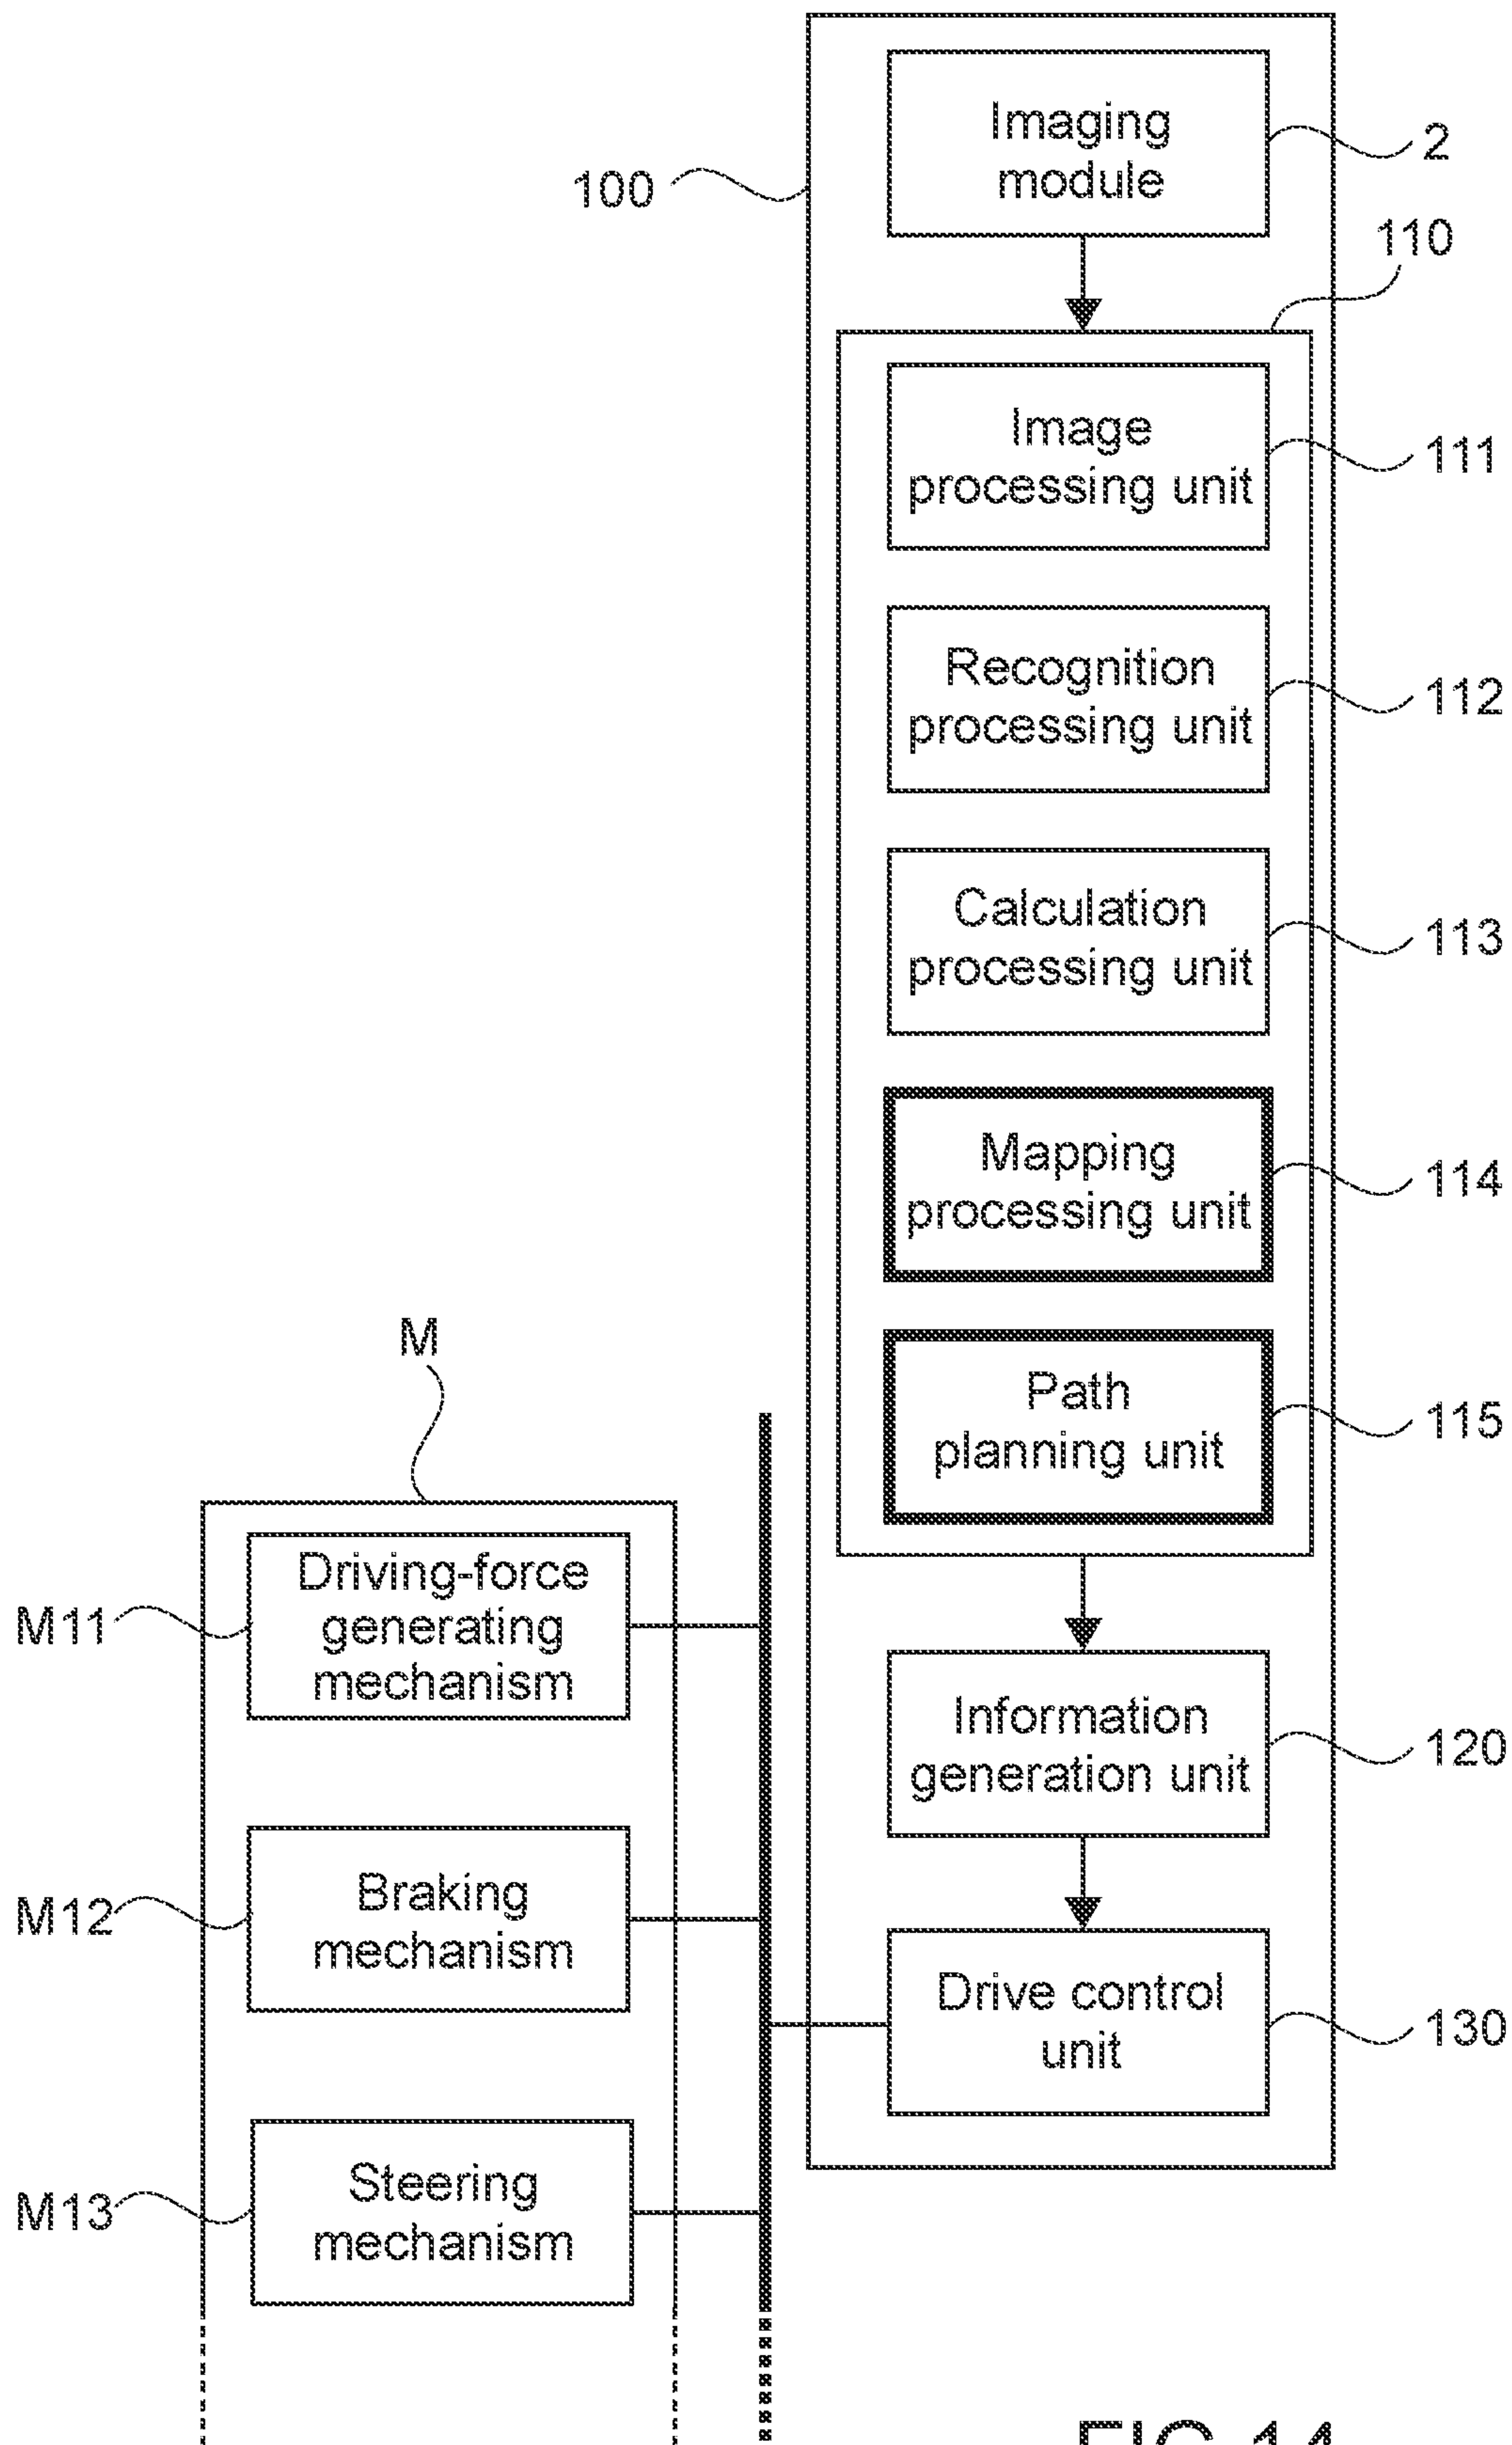 Imaging
module
2
100
110
Image
processing unit
111
Recognition
processing unit
112
Calculation
processing unit
113
Mapping
processing unit
114
Path
planning unit
115
M
Driving-force
generating
mechanism
M11
Information
generation unit
120
Braking
mechanism
M12
Drive control
unit
130
Steering
mechanism
M13
FIG.14